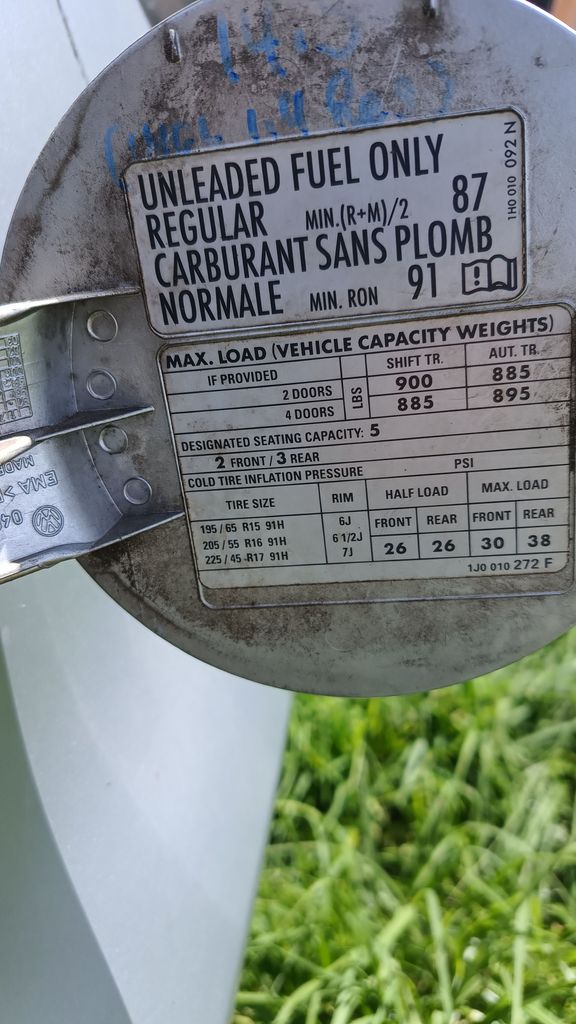 UNLEADED FUEL ONLY
REGULAR MIN.(R+M)/2 87
CARBURANT SANS PLOMB
NORMALE MIN. RON 91
1H0 010 092 N
MAX. LOAD (VEHICLE CAPACITY WEIGHTS)
IF PROVIDED LBS SHIFT TR. AUT. TR.
2 DOORS 900 885
4 DOORS 885 895
DESIGNATED SEATING CAPACITY: 5
2 FRONT / 3 REAR
COLD TIRE INFLATION PRESSURE PSI
TIRE SIZE RIM HALF LOAD MAX. LOAD
FRONT REAR FRONT REAR
195/65 R15 91H 6J 26 26 30 38
205/55 R16 91H 6 1/2J
225/45 R17 91H 7J
1J0 010 272 F